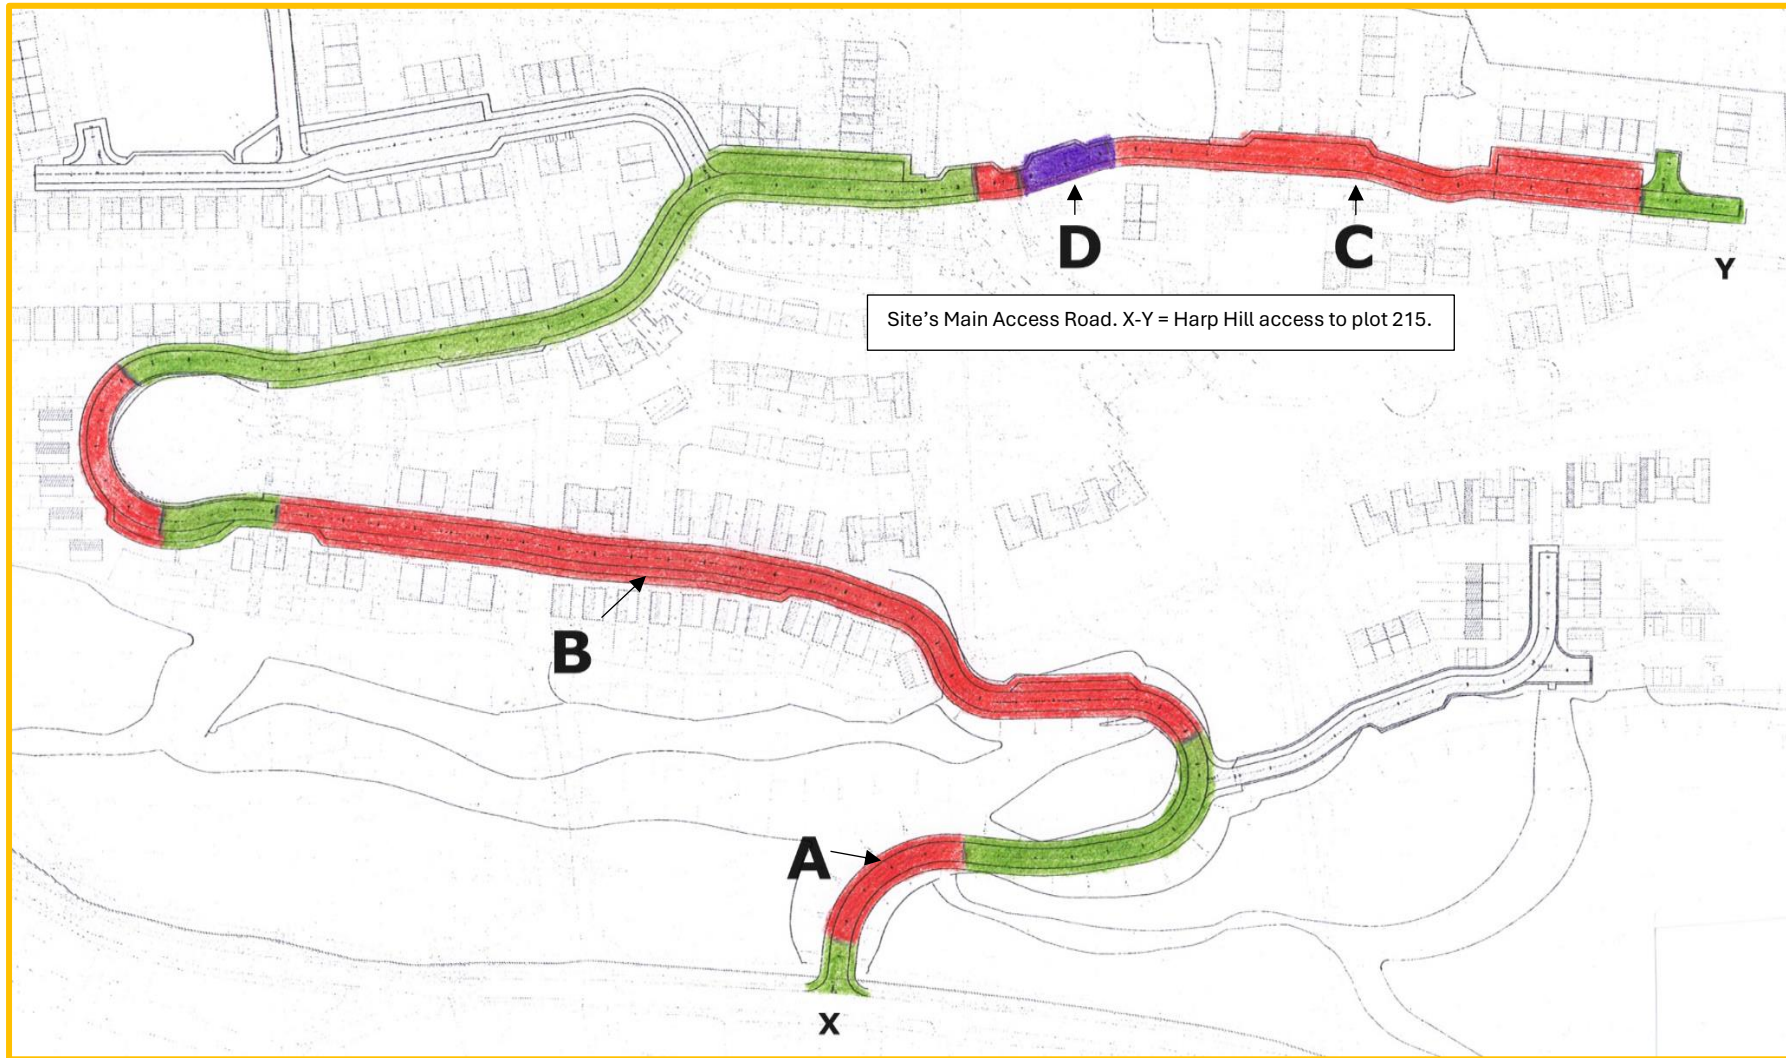 D
C
Y
Site's Main Access Road. X-Y = Harp Hill access to plot 215.
B
A
X